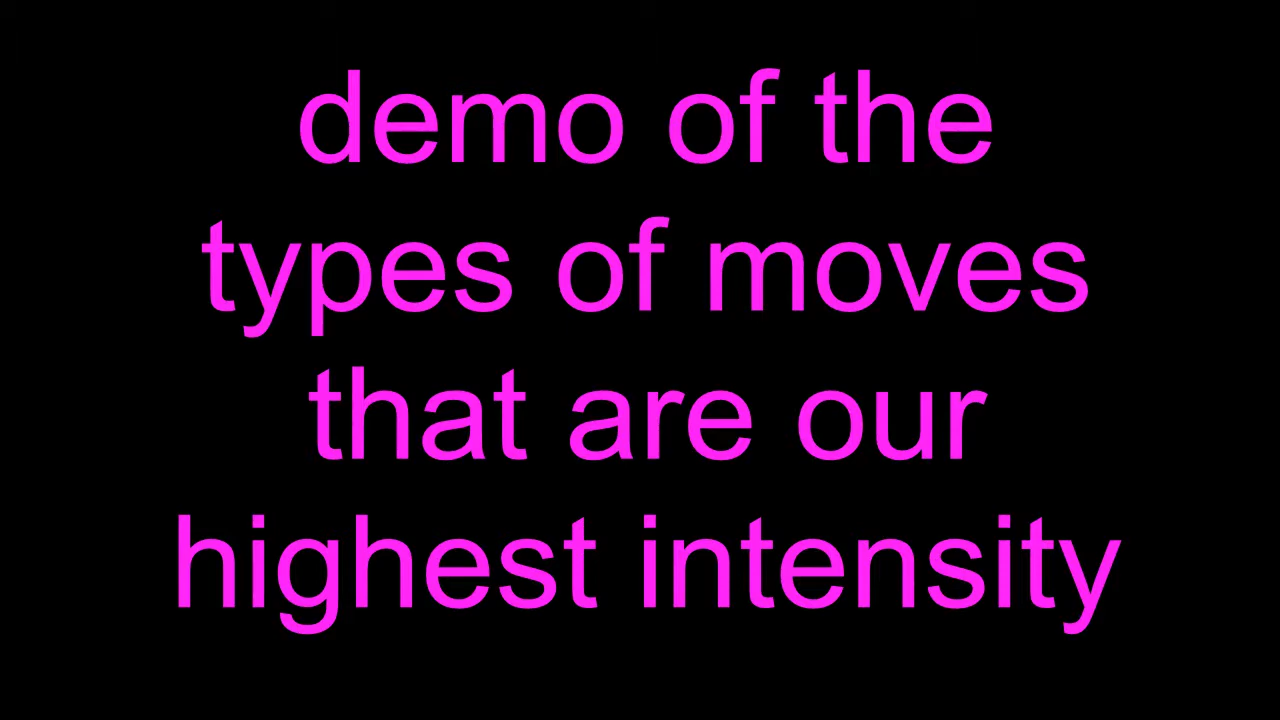 demo of the
types of moves
that are our
highest intensity